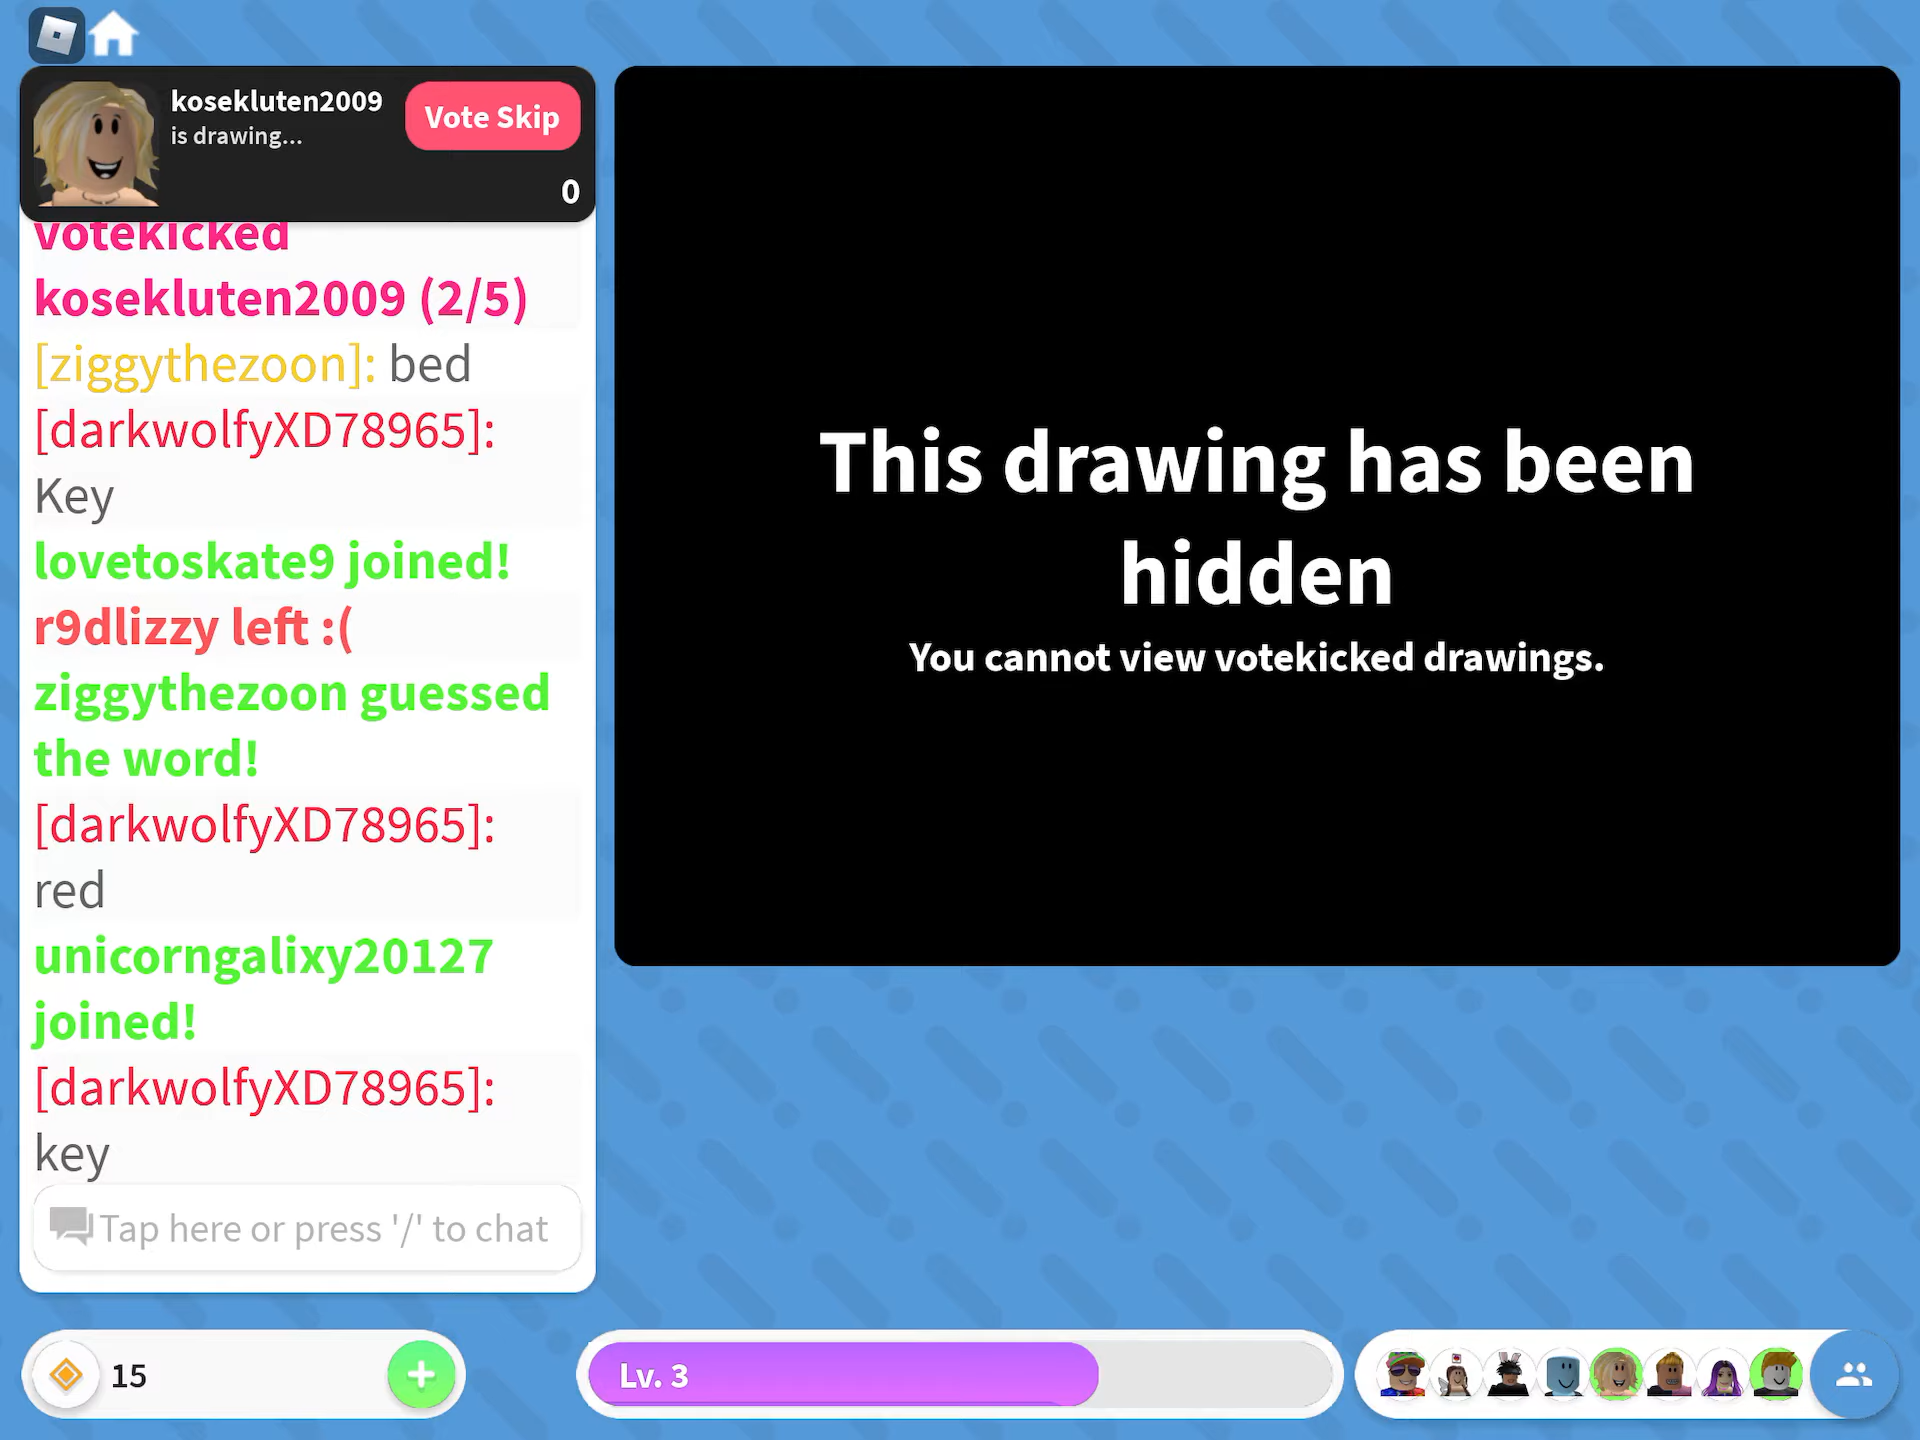 kosekluten2009
is drawing...
Vote Skip
0
votekicked
kosekluten2009 (2/5)
[ziggythezoon]: bed
[darkwolfyXD78965]:
Key
lovetoskate9 joined!
r9dlizzy left :(
ziggythezoon guessed
the word!
[darkwolfyXD78965]:
red
unicorngalixy20127
joined!
[darkwolfyXD78965]:
key
Tap here or press '/' to chat
This drawing has been
hidden
You cannot view votekicked drawings.
15
+
Lv. 3